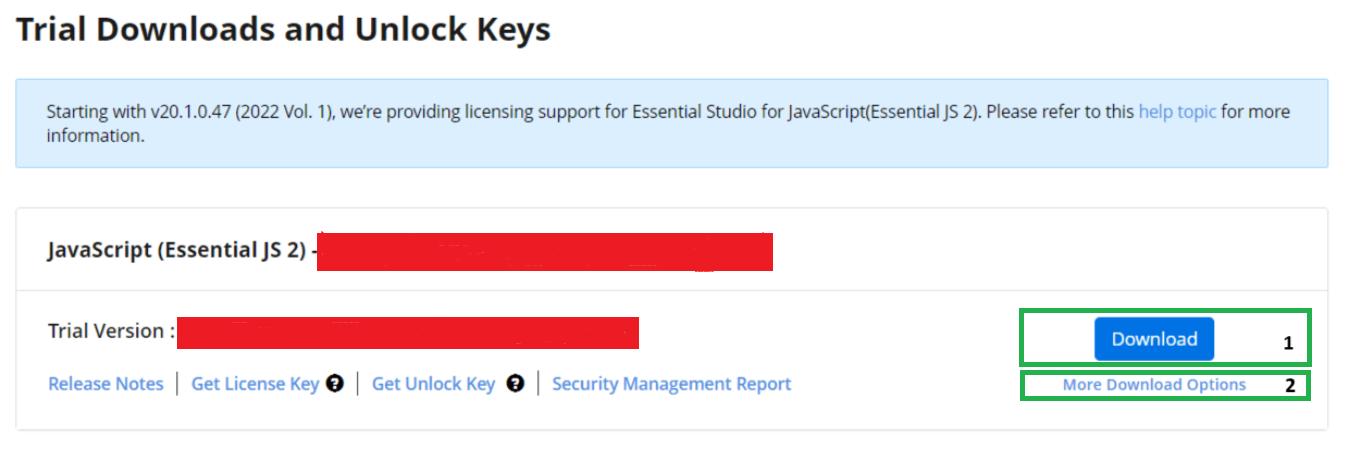 Trial Downloads and Unlock Keys
Starting with v20.1.0.47 (2022 Vol. 1), we’re providing licensing support for Essential Studio for JavaScript(Essential JS 2). Please refer to this help topic for more
information.
JavaScript (Essential JS 2) -
Trial Version :
Download 1
Release Notes | Get License Key ? | Get Unlock Key ? | Security Management Report
More Download Options 2